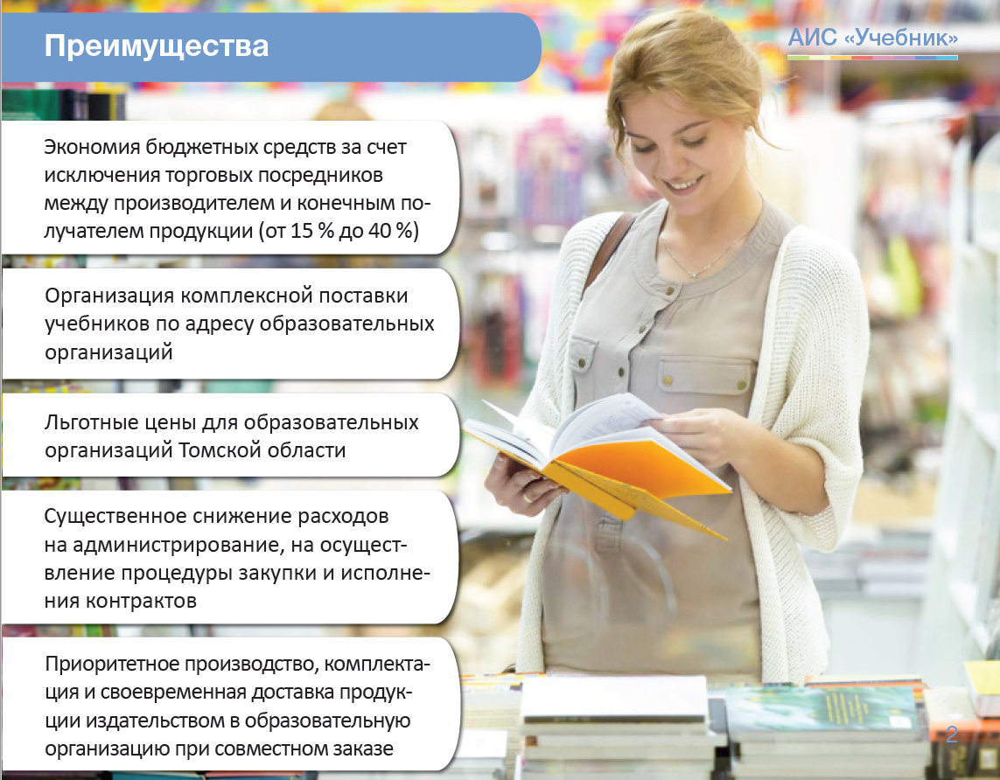 Преимущества
АИС «Учебник»
Экономия бюджетных средств за счет
исключения торговых посредников
между производителем и конечным по-
лучателем продукции (от 15 % до 40 %)
Организация комплексной поставки
учебников по адресу образовательных
организаций
Льготные цены для образовательных
организаций Томской области
Существенное снижение расходов
на администрирование, на осущест-
вление процедуры закупки и исполне-
ния контрактов
Приоритетное производство, комплекта-
ция и своевременная доставка продук-
ции издательством в образовательную
организацию при совместном заказе
2